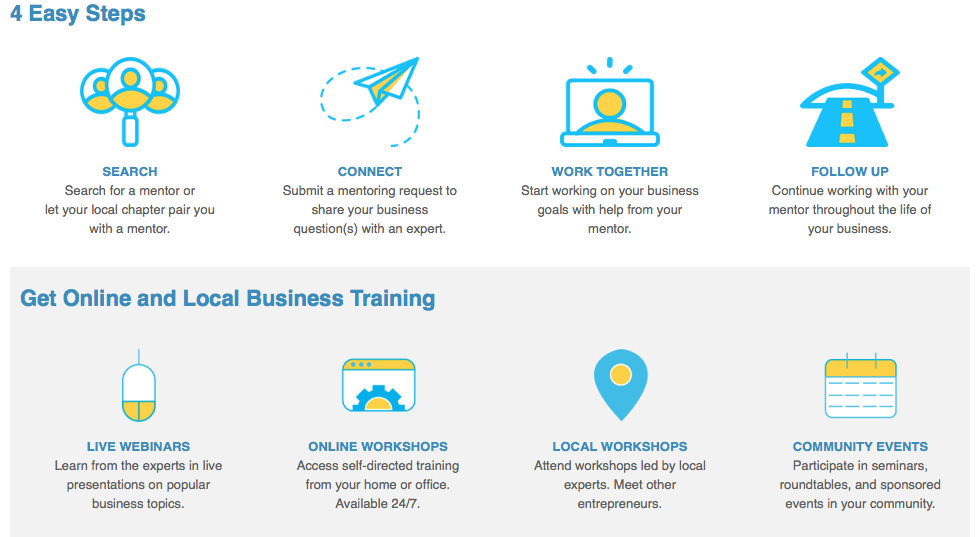 4 Easy Steps
SEARCH
Search for a mentor or
let your local chapter pair you
with a mentor.
CONNECT
Submit a mentoring request to
share your business
question(s) with an expert.
WORK TOGETHER
Start working on your business
goals with help from your
mentor.
FOLLOW UP
Continue working with your
mentor throughout the life of
your business.
Get Online and Local Business Training
LIVE WEBINARS
Learn from the experts in live
presentations on popular
business topics.
ONLINE WORKSHOPS
Access self-directed training
from your home or office.
Available 24/7.
LOCAL WORKSHOPS
Attend workshops led by local
experts. Meet other
entrepreneurs.
COMMUNITY EVENTS
Participate in seminars,
roundtables, and sponsored
events in your community.